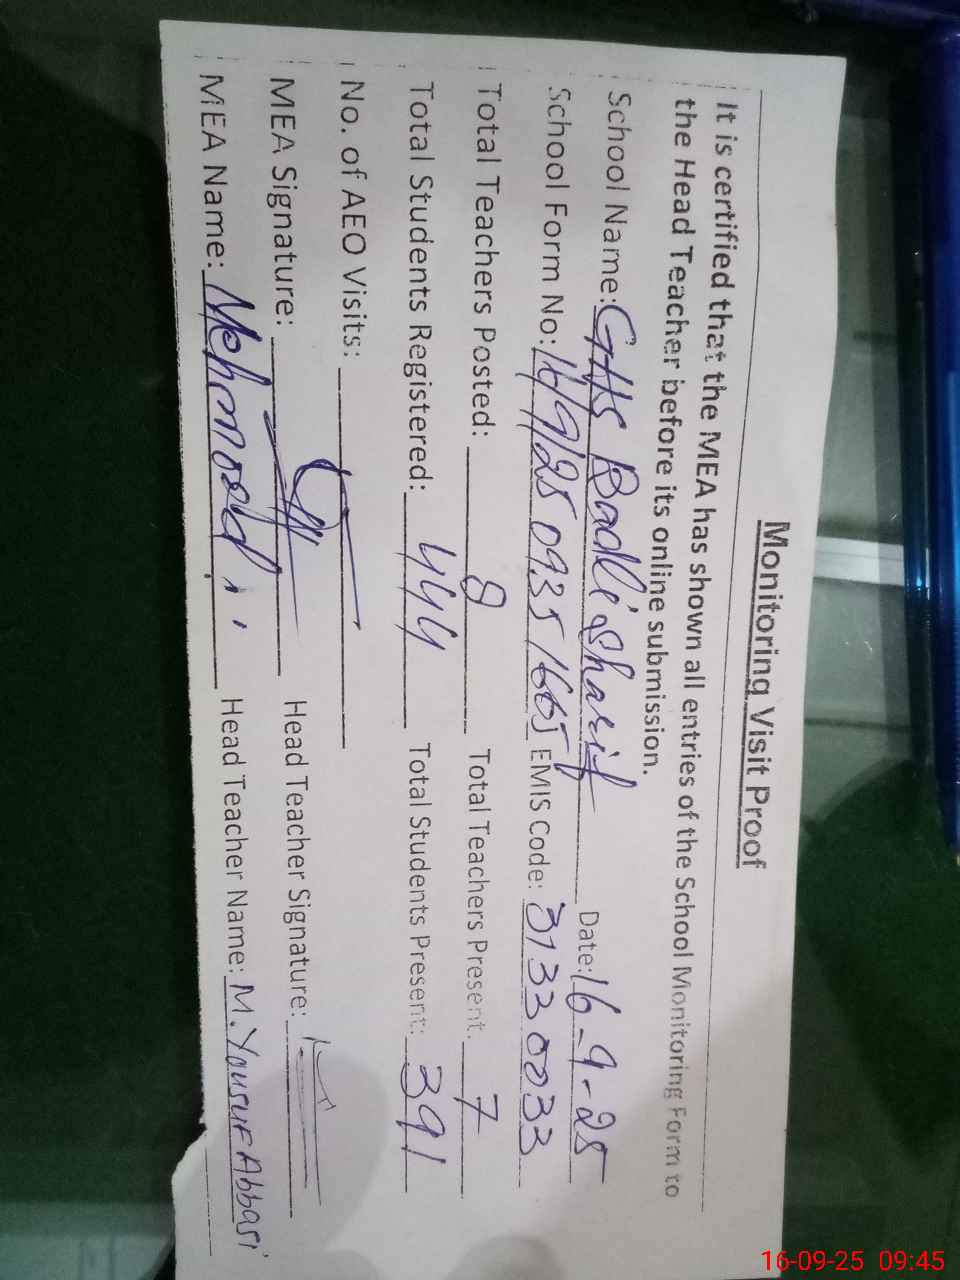 Monitoring Visit Proof
It is certified that the MEA has shown all entries of the School Monitoring Form to
the Head Teacher before its online submission.
School Name: GHS Badli sharif Date: 16-9-25
School Form No: 16/9/25 0935 1665 EMIS Code: 31330033
Total Teachers Posted: 8 Total Teachers Present: 7
Total Students Registered: 444 Total Students Present: 391
No. of AEO Visits:
MEA Signature: Head Teacher Signature:
MEA Name: Mehmood Head Teacher Name: M. Yousuf Abbasi
16-09-25 09:45